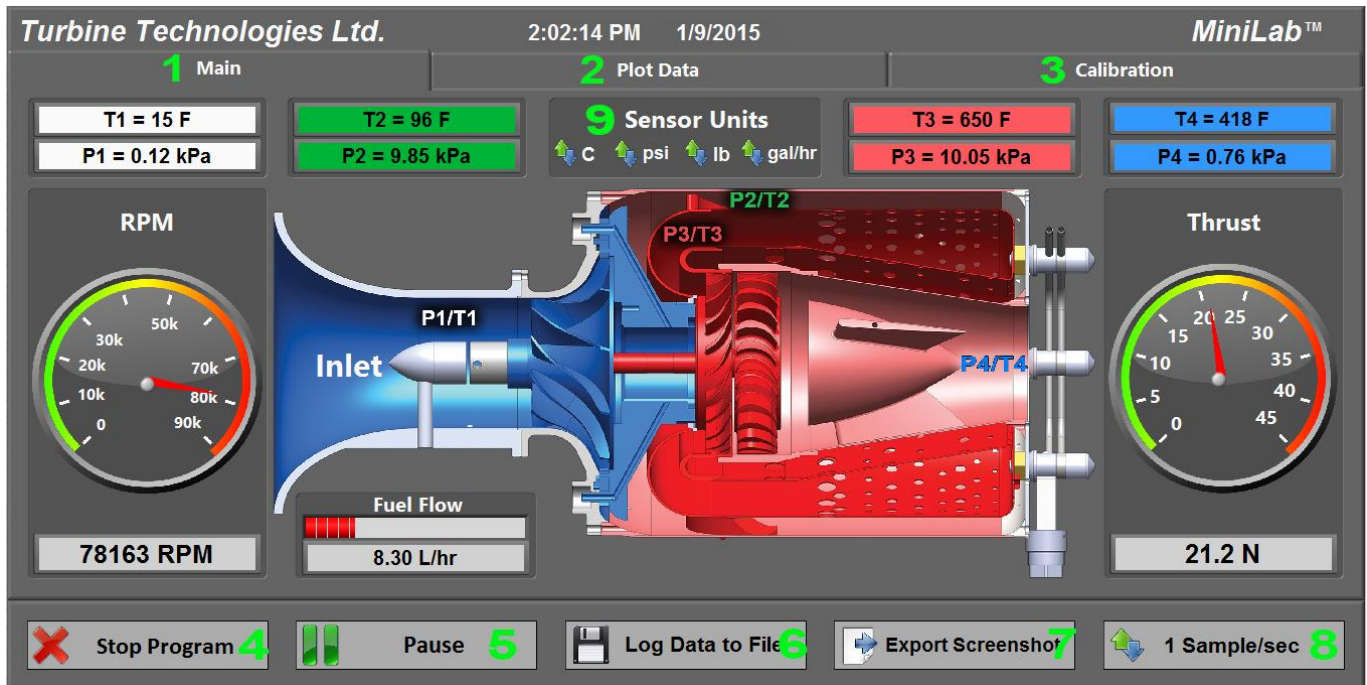 Turbine Technologies Ltd. 2:02:14 PM 1/9/2015 MiniLab™
1 Main 2 Plot Data 3 Calibration
T1 = 15 F T2 = 96 F 9 Sensor Units T3 = 650 F T4 = 418 F
P1 = 0.12 kPa P2 = 9.85 kPa C psi lb gal/hr P3 = 10.05 kPa P4 = 0.76 kPa
RPM
0
10k
20k
30k
50k
70k
80k
90k
78163 RPM
P2/T2
P3/T3
P1/T1
Inlet
P4/T4
Fuel Flow
8.30 L/hr
Thrust
0
5
10
15
20
25
30
35
40
45
21.2 N
Stop Program 4 Pause 5 Log Data to File 6 Export Screenshot 7 1 Sample/sec 8